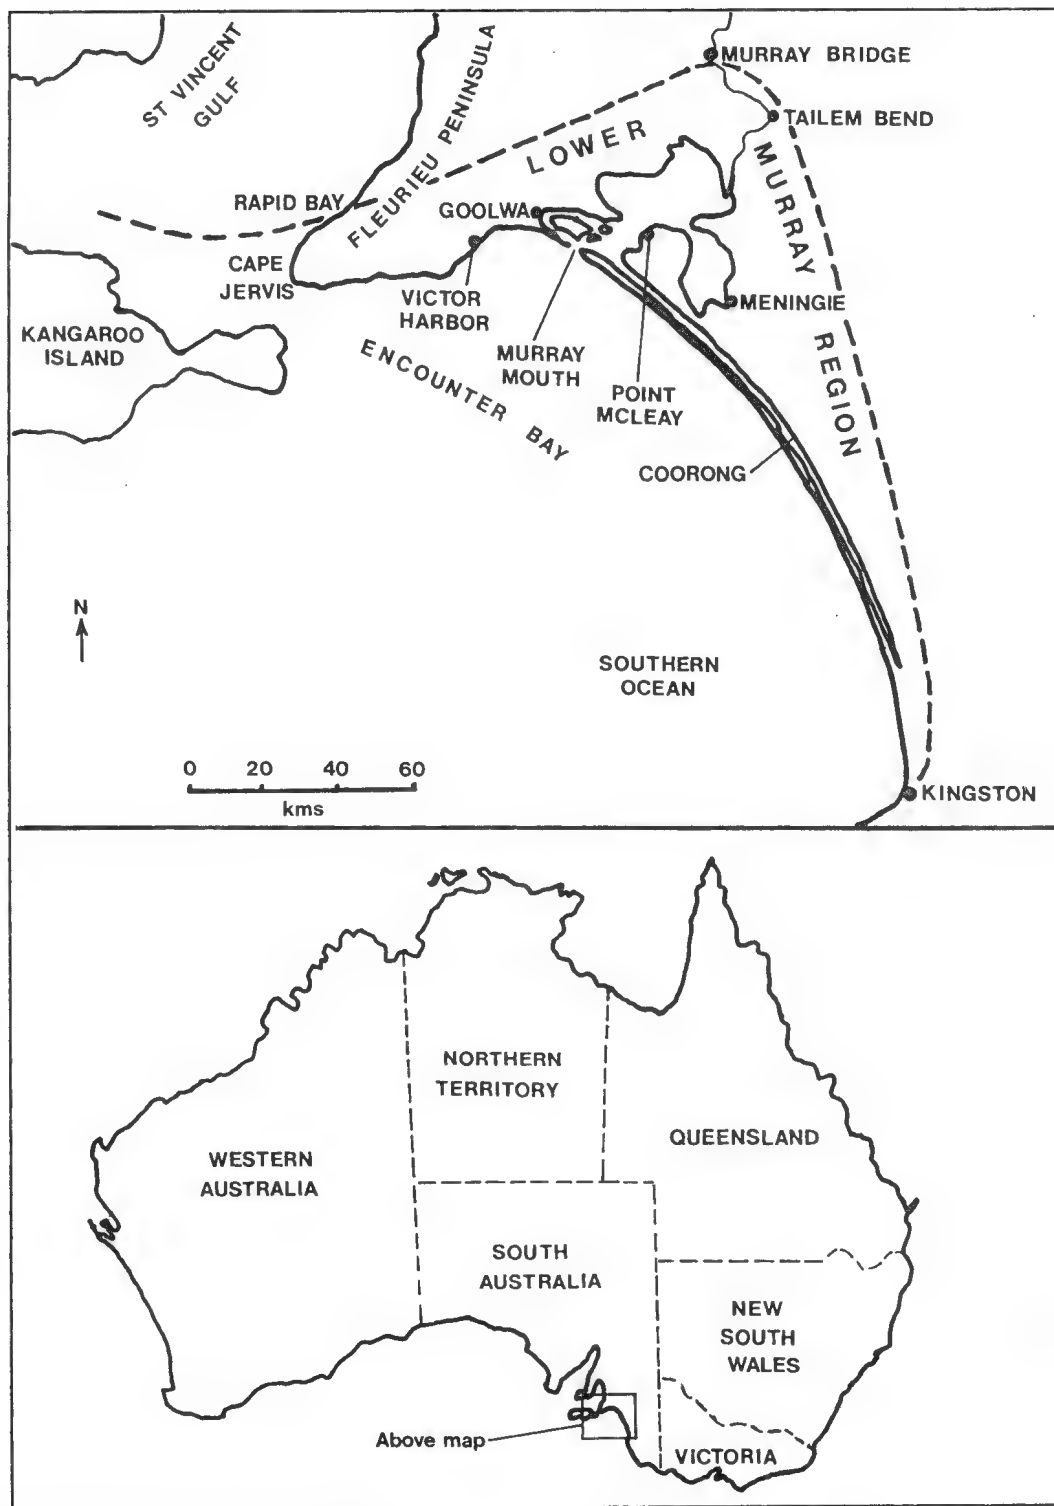 ST VINCENT
GULF
FLEURIEU PENINSULA
MURRAY BRIDGE
TAILEM BEND
LOWER
MURRAY
REGION
RAPID BAY
GOOLWA
CAPE
JERVIS
VICTOR
HARBOR
MENINGIE
KANGAROO
ISLAND
ENCOUNTER BAY
MURRAY
MOUTH
POINT
MCLEAY
COORONG
N
SOUTHERN
OCEAN
0 20 40 60
kms
KINGSTON
NORTHERN
TERRITORY
QUEENSLAND
WESTERN
AUSTRALIA
SOUTH
AUSTRALIA
NEW
SOUTH
WALES
Above map
VICTORIA